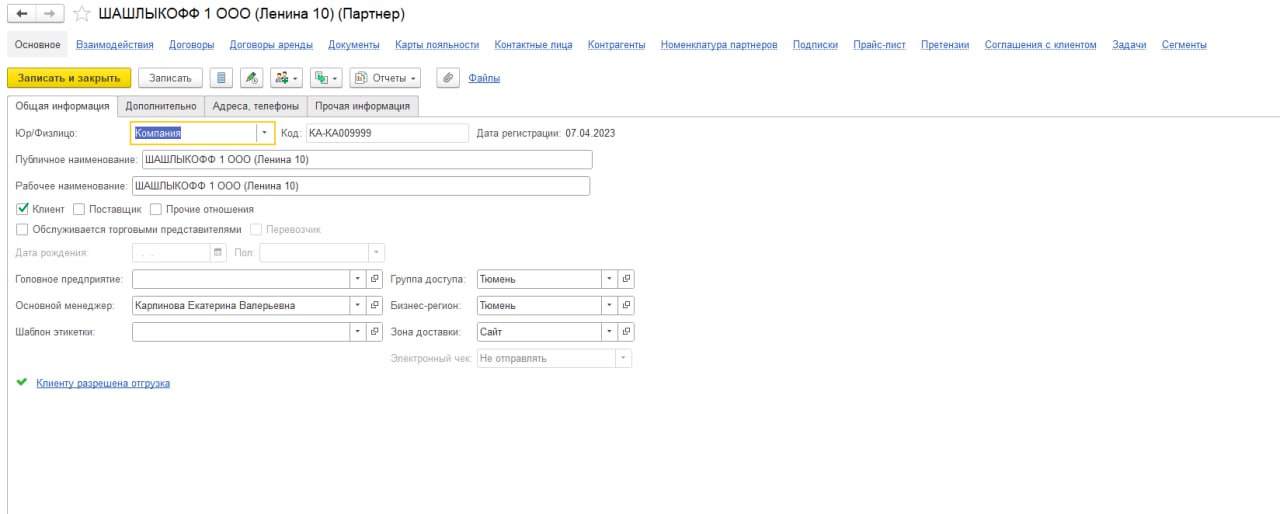 ШАШЛЫКОФФ 1 ООО (Ленина 10) (Партнер)
Основное Взаимодействия Договоры Договоры аренды Документы Карты лояльности Контактные лица Контрагенты Номенклатура партнеров Подписки Прайс-лист Претензии Соглашения с клиентом Задачи Сегменты
Записать и закрыть Записать Отчеты Файлы
Общая информация Дополнительно Адреса, телефоны Прочая информация
Юр/Физлицо: Компания Код: КА-КА009999 Дата регистрации: 07.04.2023
Публичное наименование: ШАШЛЫКОФФ 1 ООО (Ленина 10)
Рабочее наименование: ШАШЛЫКОФФ 1 ООО (Ленина 10)
Клиент Поставщик Прочие отношения
Обслуживается торговыми представителями Перевозчик
Дата рождения: . . Пол:
Головное предприятие: Группа доступа: Тюмень
Основной менеджер: Карлинова Екатерина Валерьевна Бизнес-регион: Тюмень
Шаблон этикетки: Зона доставки: Сайт
Электронный чек: Не отправлять
Клиенту разрешена отгрузка